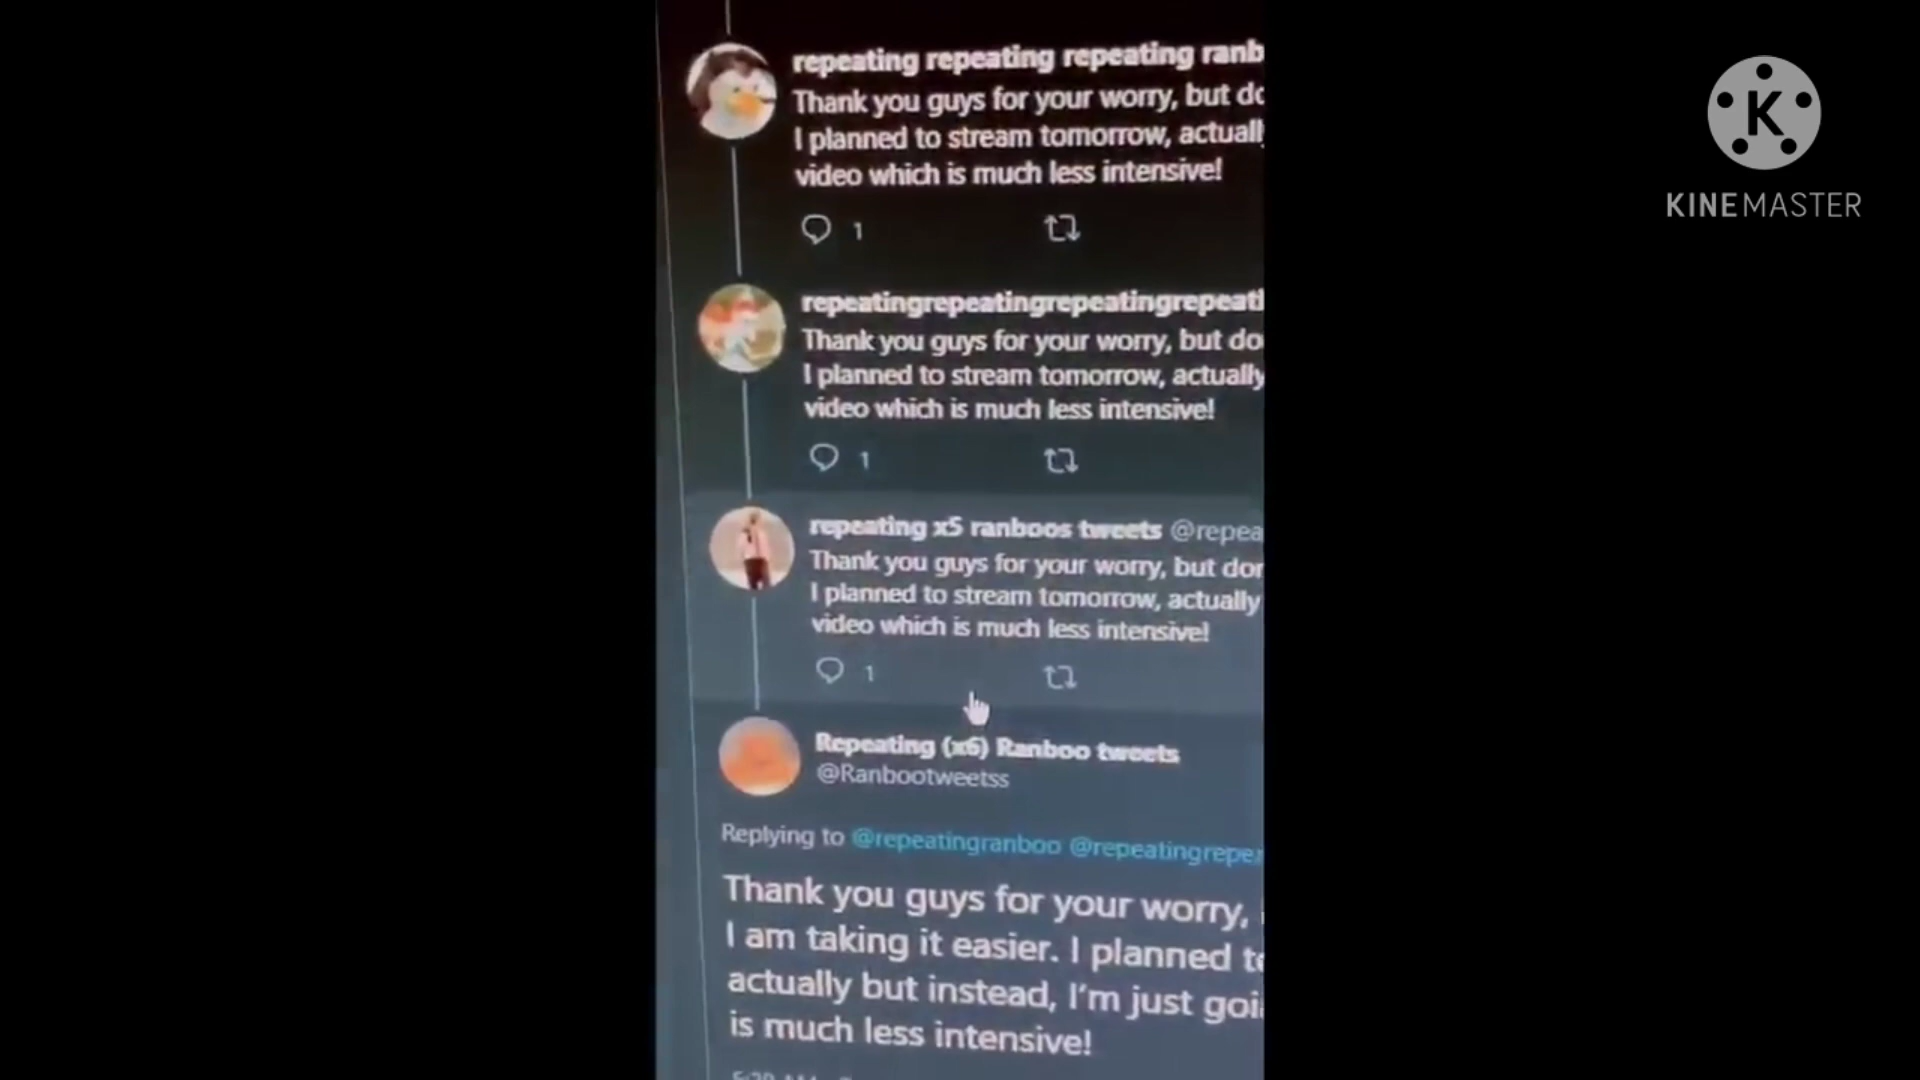 repeating repeating repeating ranb
Thank you guys for your worry, but do
I planned to stream tomorrow, actuall
video which is much less intensive!
1
repeatingrepeatingrepeatingrepeati
Thank you guys for your worry, but do
I planned to stream tomorrow, actually
video which is much less intensive!
1
repeating x5 ranboos tweets @repea
Thank you guys for your worry, but don
I planned to stream tomorrow, actually
video which is much less intensive!
1
Repeating (x6) Ranboo tweets
@Ranbootweetss
Replying to @repeatingranboo @repeatingrepe
Thank you guys for your worry,
I am taking it easier. I planned to
actually but instead, I'm just goi
is much less intensive!
K
KINEMASTER